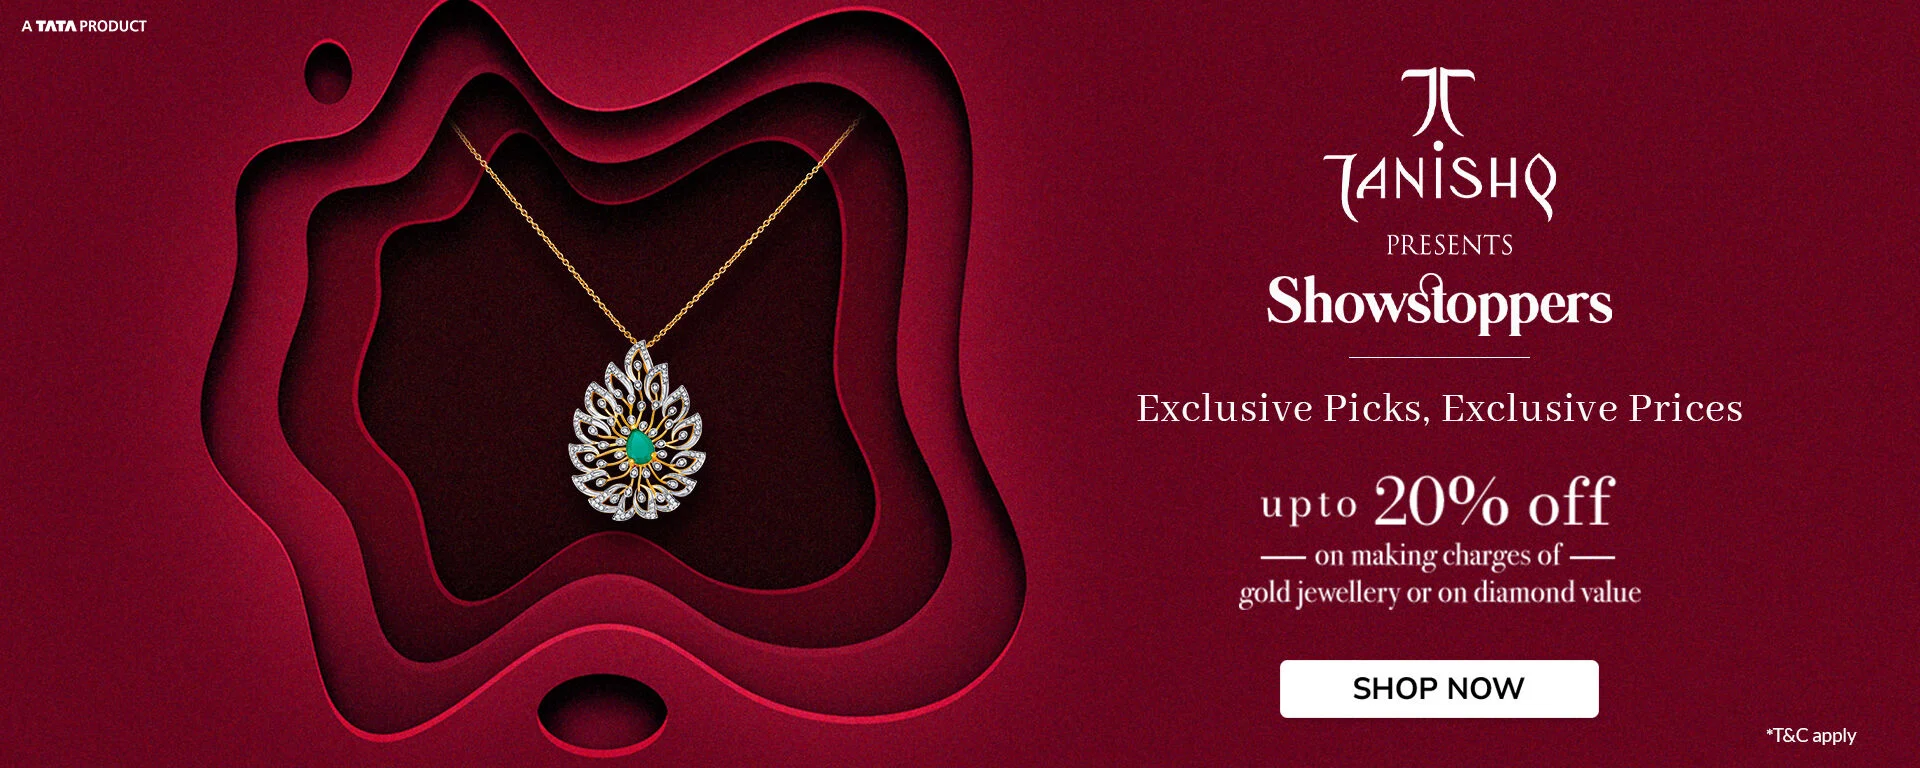 A TATA PRODUCT
TANiSHQ
PRESENTS
Showstoppers
Exclusive Picks, Exclusive Prices
upto 20% off
on making charges of
gold jewellery or on diamond value
SHOP NOW
*T&C apply